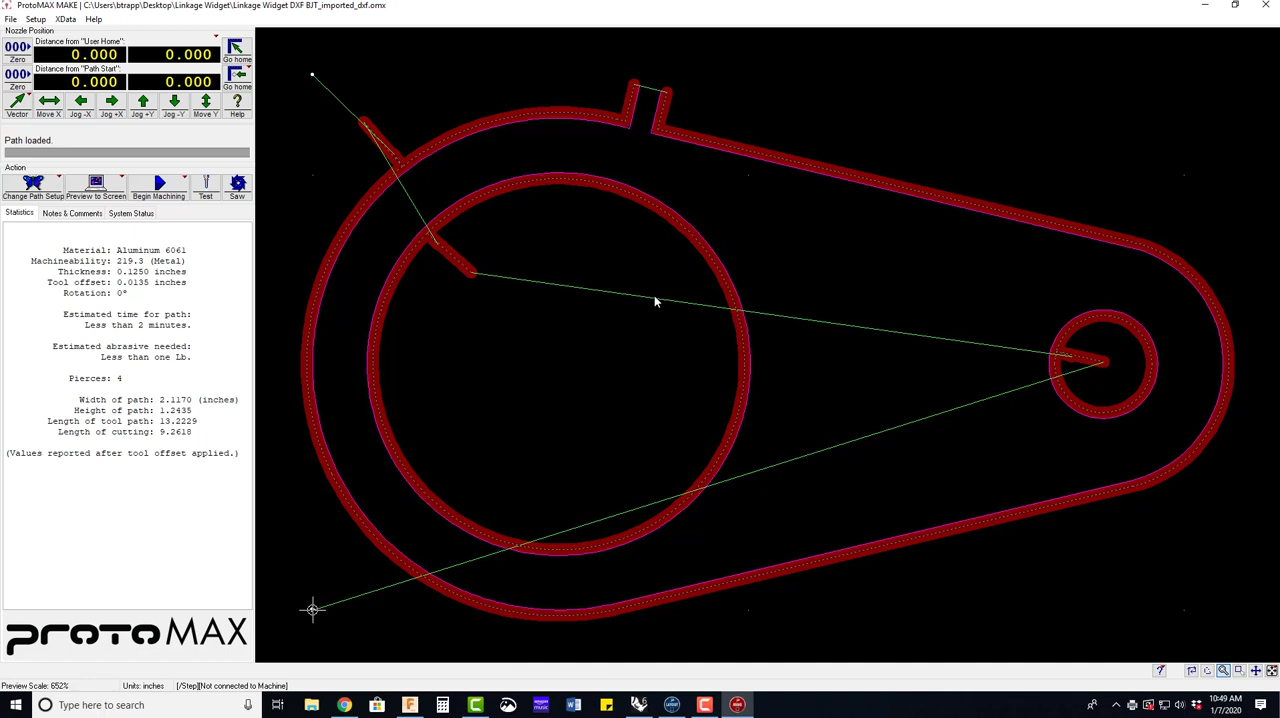 ProtoMAX MAKE | C:\Users\btrapp\Desktop\Linkage Widget\Linkage Widget DXF BJT_imported_dxf.omx
File Setup XData Help
Nozzle Position
000
Zero
Distance from "User Home":
0.000 0.000
Go home
000
Zero
Distance from "Path Start":
0.000 0.000
Go home
Vector Move X Jog -X Jog +X Jog +Y Jog -Y Move Y Help
Path loaded.
Action
Change Path Setup Preview to Screen Begin Machining Test Saw
Statistics Notes & Comments System Status
Material: Aluminum 6061
Machineability: 219.3 (Metal)
Thickness: 0.1250 inches
Tool offset: 0.0135 inches
Rotation: 0°
Estimated time for path:
Less than 2 minutes.
Estimated abrasive needed:
Less than one Lb.
Pierces: 4
Width of path: 2.1170 (inches)
Height of path: 1.2435
Length of tool path: 13.2229
Length of cutting: 9.2618
(Values reported after tool offset applied.)
protoMAX
Preview Scale: 652% Units: inches [/Step][Not connected to Machine]
Type here to search
10:49 AM
1/7/2020